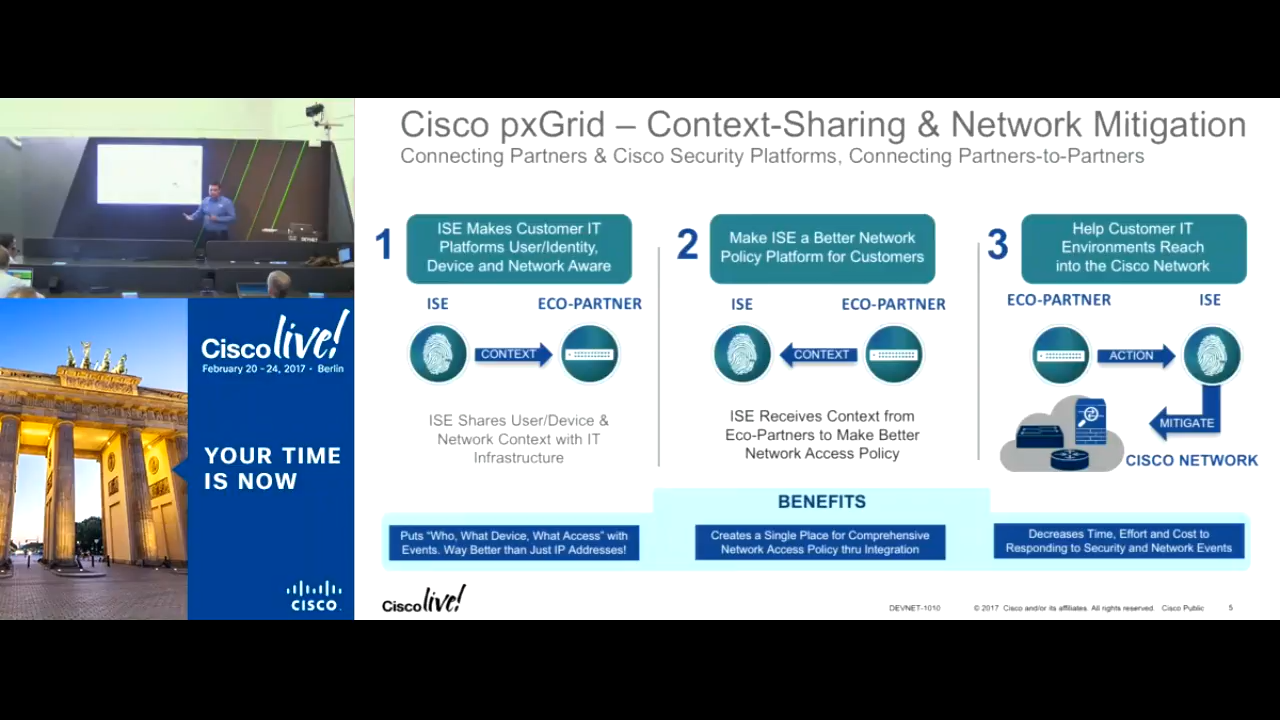 Cisco pxGrid – Context-Sharing & Network Mitigation
Connecting Partners & Cisco Security Platforms, Connecting Partners-to-Partners
1
ISE Makes Customer IT
Platforms User/Identity,
Device and Network Aware
ISE
ECO-PARTNER
CONTEXT
ISE Shares User/Device &
Network Context with IT
Infrastructure
2
Make ISE a Better Network
Policy Platform for Customers
ISE
ECO-PARTNER
CONTEXT
ISE Receives Context from
Eco-Partners to Make Better
Network Access Policy
3
Help Customer IT
Environments Reach
into the Cisco Network
ECO-PARTNER
ISE
ACTION
MITIGATE
CISCO NETWORK
BENEFITS
Puts “Who, What Device, What Access” with
Events. Way Better than Just IP Addresses!
Creates a Single Place for Comprehensive
Network Access Policy thru Integration
Decreases Time, Effort and Cost to
Responding to Security and Network Events
Cisco live!
DEVNET-1010
© 2017 Cisco and/or its affiliates. All rights reserved. Cisco Public
5
DEVNET
Cisco live!
February 20 - 24, 2017 • Berlin
YOUR TIME
IS NOW
CISCO